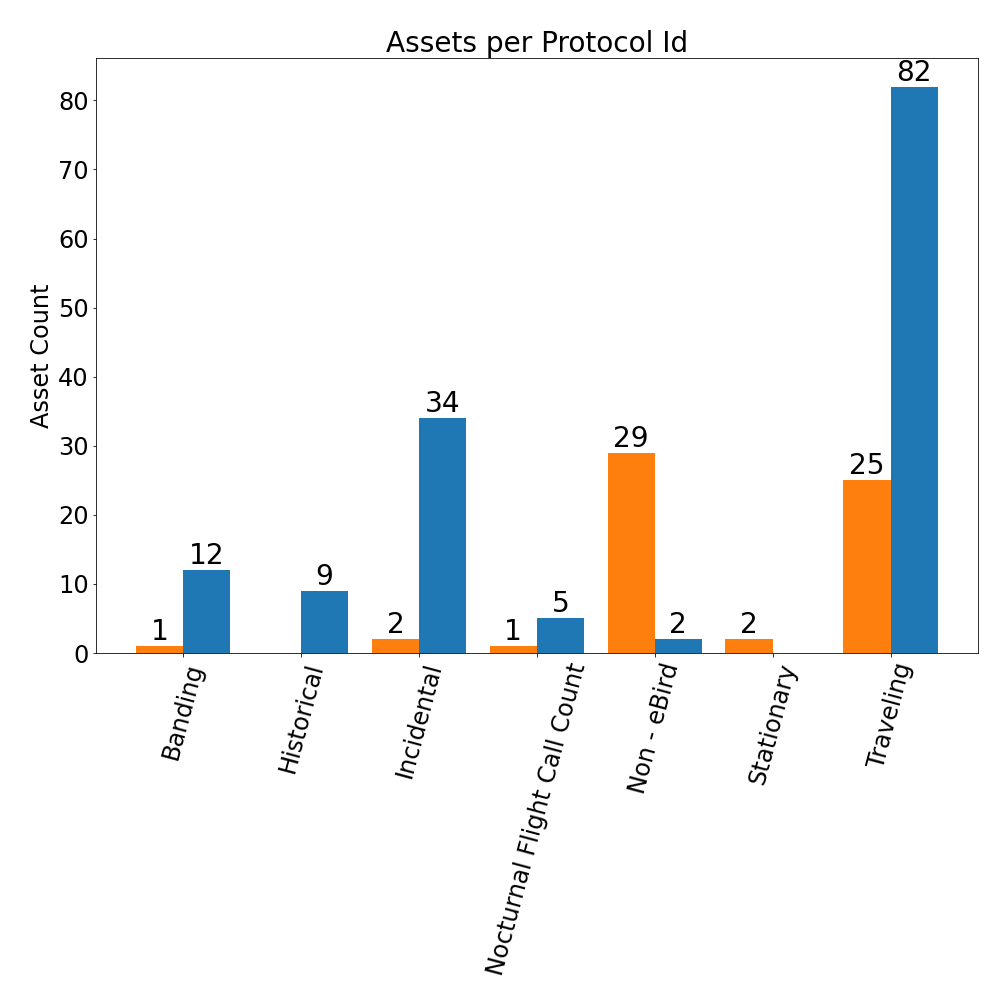 Assets per Protocol Id
Asset Count
80
70
60
50
40
30
20
10
0
1
12
9
2
34
1
5
29
2
2
25
82
Banding
Historical
Incidental
Nocturnal Flight Call Count
Non - eBird
Stationary
Traveling